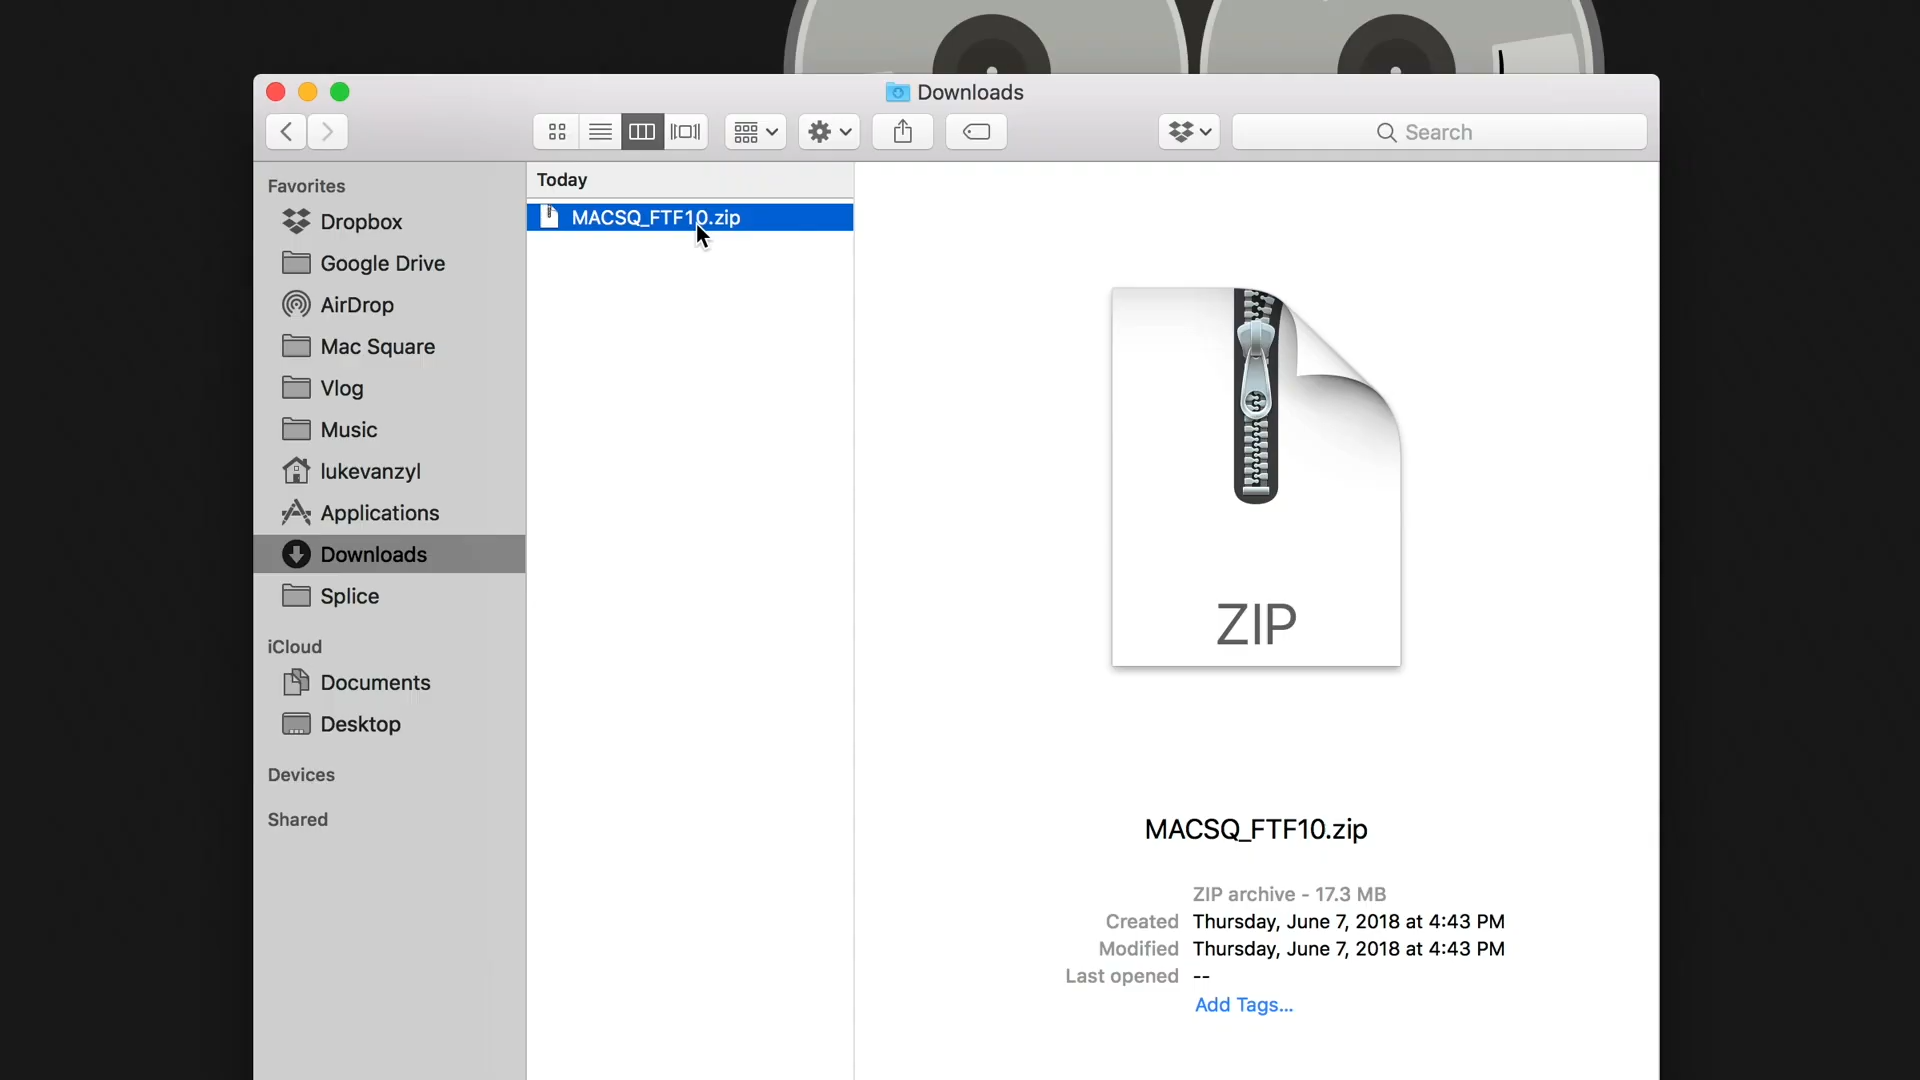 Downloads
Search
Favorites
Dropbox
Google Drive
AirDrop
Mac Square
Vlog
Music
lukevanzyl
Applications
Downloads
Splice
iCloud
Documents
Desktop
Devices
Shared
Today
MACSQ_FTF10.zip
ZIP
MACSQ_FTF10.zip
ZIP archive - 17.3 MB
Created Thursday, June 7, 2018 at 4:43 PM
Modified Thursday, June 7, 2018 at 4:43 PM
Last opened --
Add Tags...